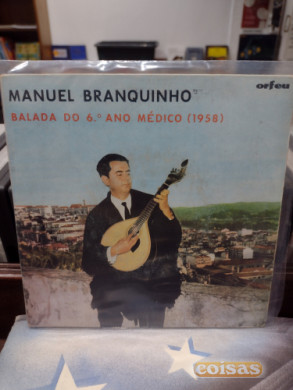 orfeu
MANUEL BRANQUINHO
BALADA DO 6.º ANO MÉDICO (1958)
coisas